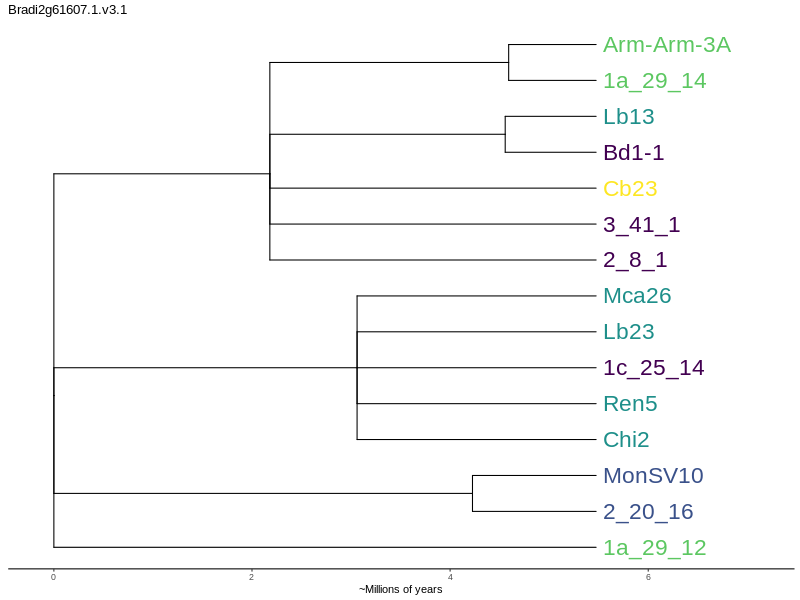 Bradi2g61607.1.v3.1
Arm-Arm-3A
1a_29_14
Lb13
Bd1-1
Cb23
3_41_1
2_8_1
Mca26
Lb23
1c_25_14
Ren5
Chi2
MonSV10
2_20_16
1a_29_12
0 2 4 6
~Millions of years